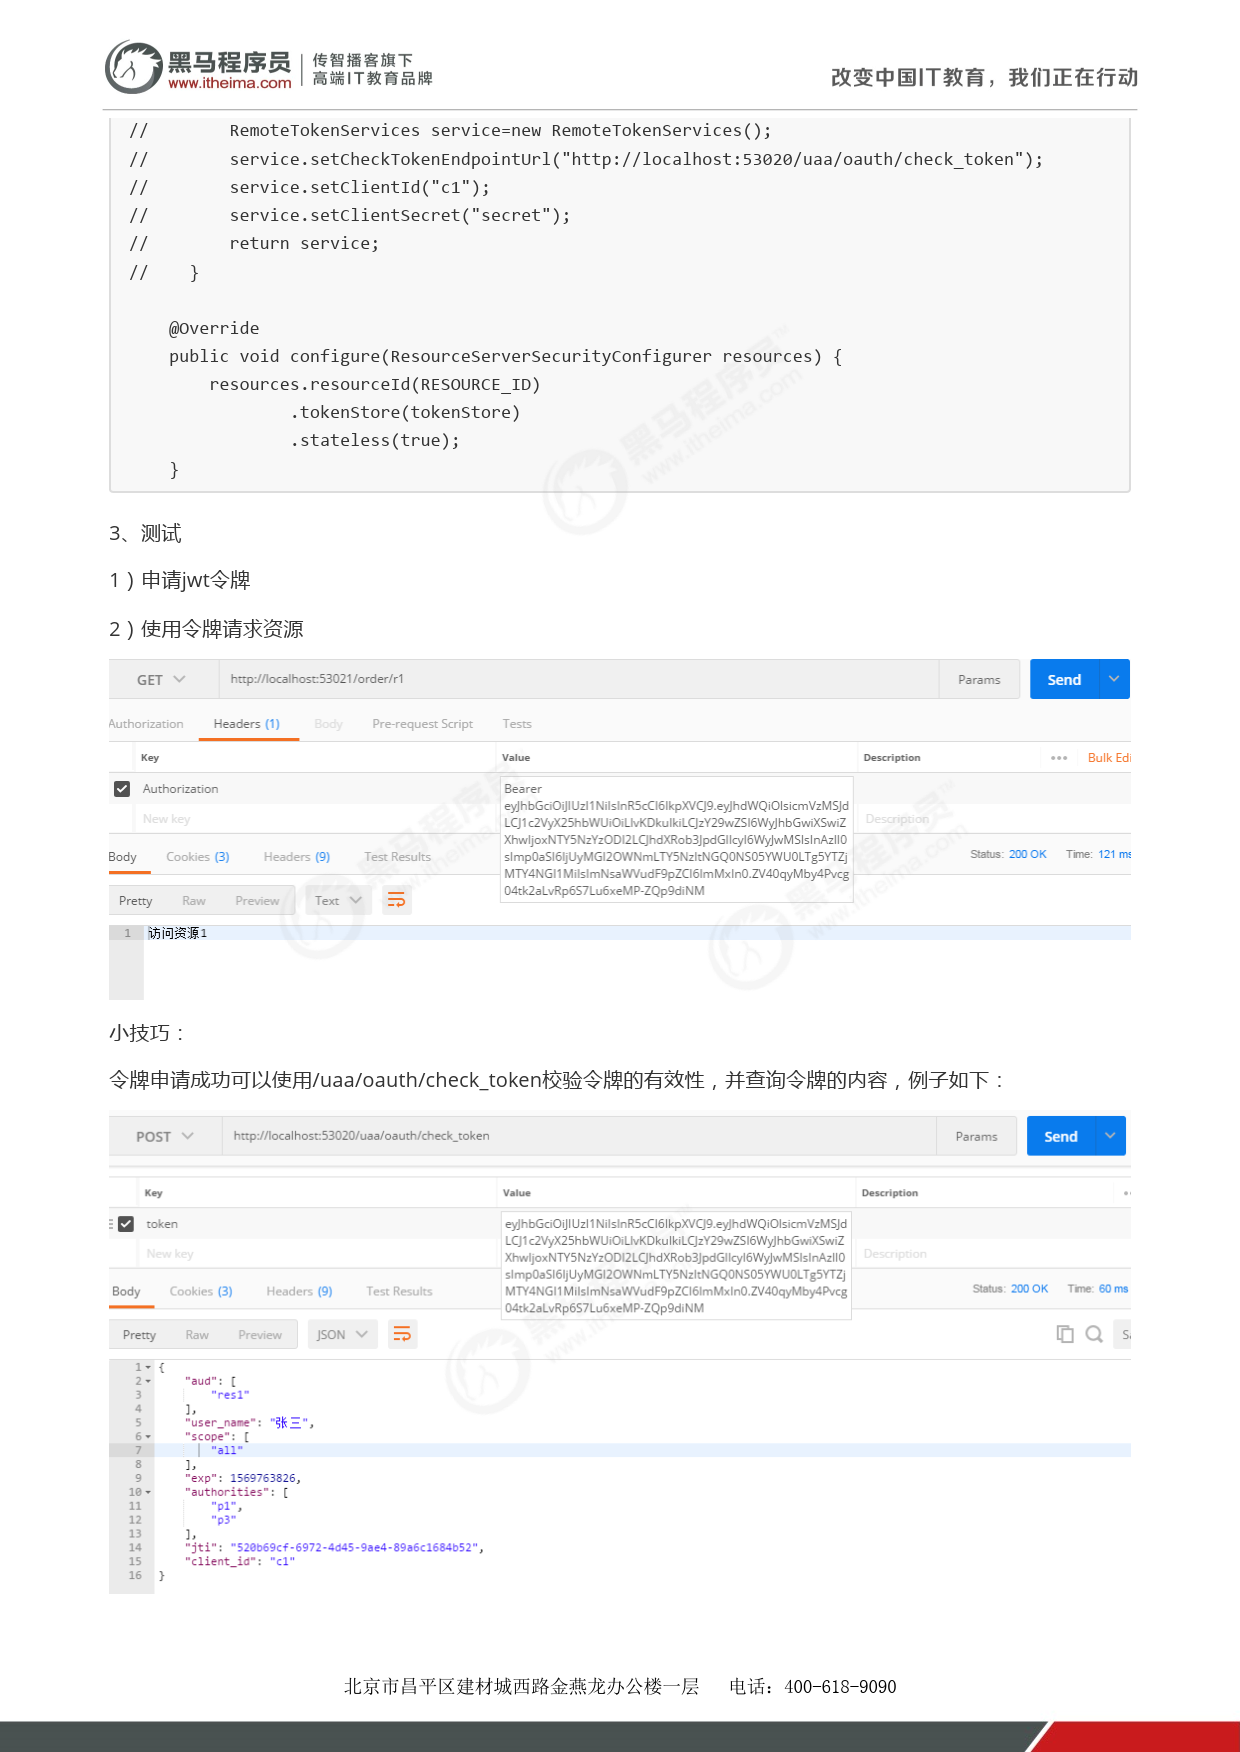 黑马程序员
www.itheima.com
传智播客旗下
高端IT教育品牌
改变中国IT教育，我们正在行动
//        RemoteTokenServices service=new RemoteTokenServices();
//        service.setCheckTokenEndpointUrl("http://localhost:53020/uaa/oauth/check_token");
//        service.setClientId("c1");
//        service.setClientSecret("secret");
//        return service;
//    }
    @Override
    public void configure(ResourceServerSecurityConfigurer resources) {
        resources.resourceId(RESOURCE_ID)
                .tokenStore(tokenStore)
                .stateless(true);
    }
3、测试
1）申请jwt令牌
2）使用令牌请求资源
GET http://localhost:53021/order/r1 Params Send
Authorization Headers (1) Body Pre-request Script Tests
Key Value Description ••• Bulk Edi
Authorization Bearer
New key Description
Body Cookies (3) Headers (9) Test Results Status: 200 OK Time: 121 ms
Pretty Raw Preview Text
1 访问资源1
小技巧：
令牌申请成功可以使用/uaa/oauth/check_token校验令牌的有效性，并查询令牌的内容，例子如下：
POST http://localhost:53020/uaa/oauth/check_token Params Send
Key Value Description
token
New key Description
Body Cookies (3) Headers (9) Test Results Status: 200 OK Time: 60 ms
Pretty Raw Preview JSON
1 {
2 "aud": [
3 "res1"
4 ],
5 "user_name": "张三",
6 "scope": [
7 "all"
8 ],
9 "exp": 1569763826,
10 "authorities": [
11 "p1",
12 "p3"
13 ],
14 "jti": "520b69cf-6972-4d45-9ae4-89a6c1684b52",
15 "client_id": "c1"
16 }
北京市昌平区建材城西路金燕龙办公楼一层 电话：400-618-9090